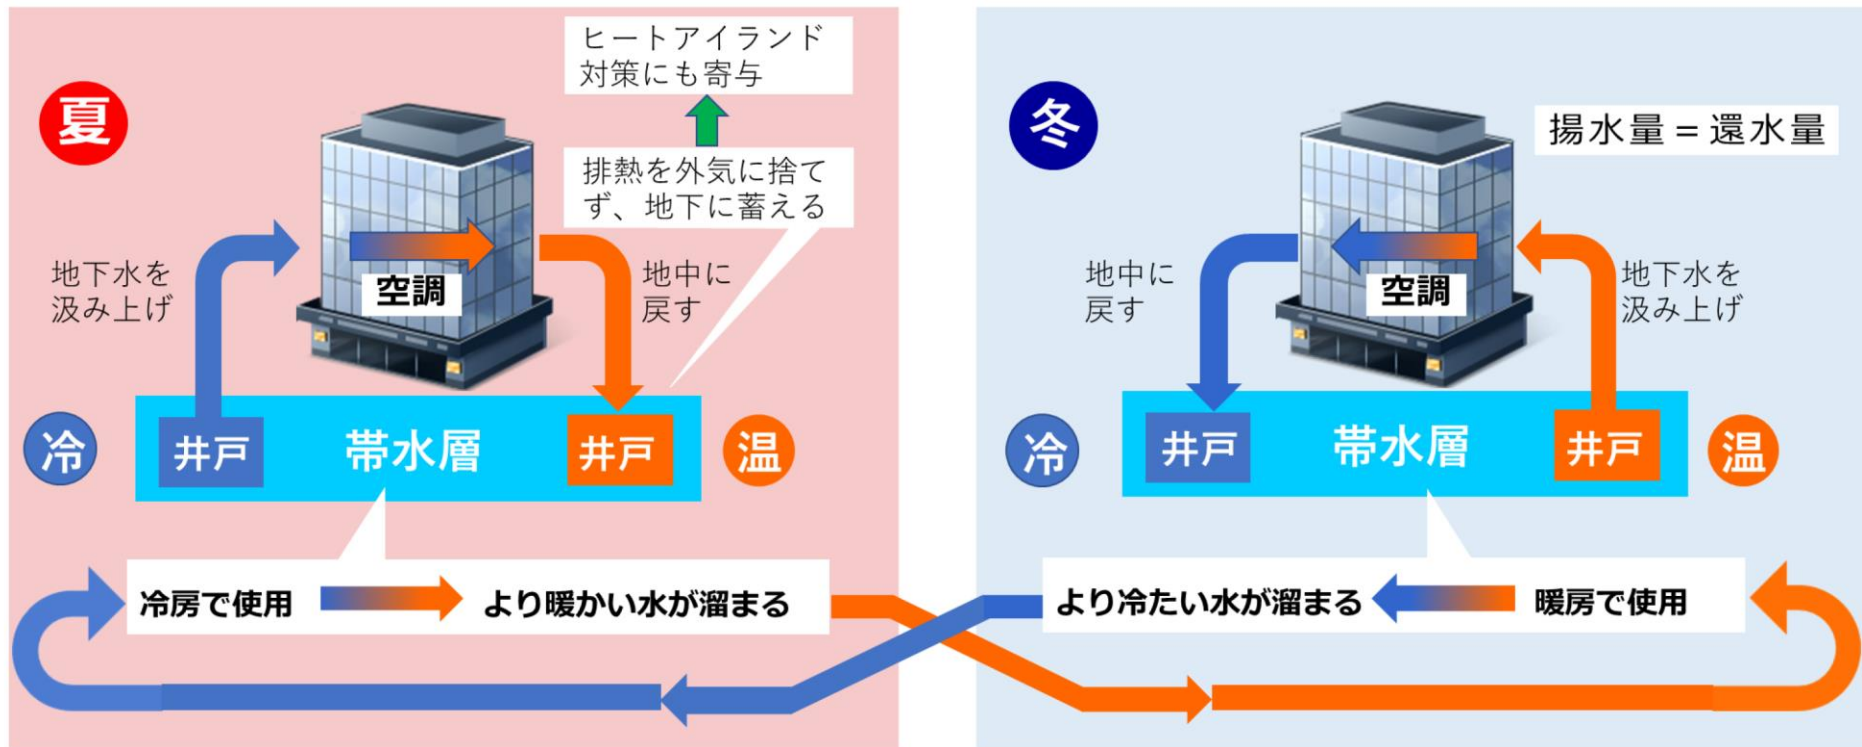 夏
ヒートアイランド
対策にも寄与
排熱を外気に捨て
ず、地下に蓄える
地下水を
汲み上げ
空調
地中に
戻す
冷
井戸
帯水層
井戸
温
冷房で使用
より暖かい水が溜まる
冬
揚水量＝還水量
地中に
戻す
空調
地下水を
汲み上げ
冷
井戸
帯水層
井戸
温
より冷たい水が溜まる
暖房で使用